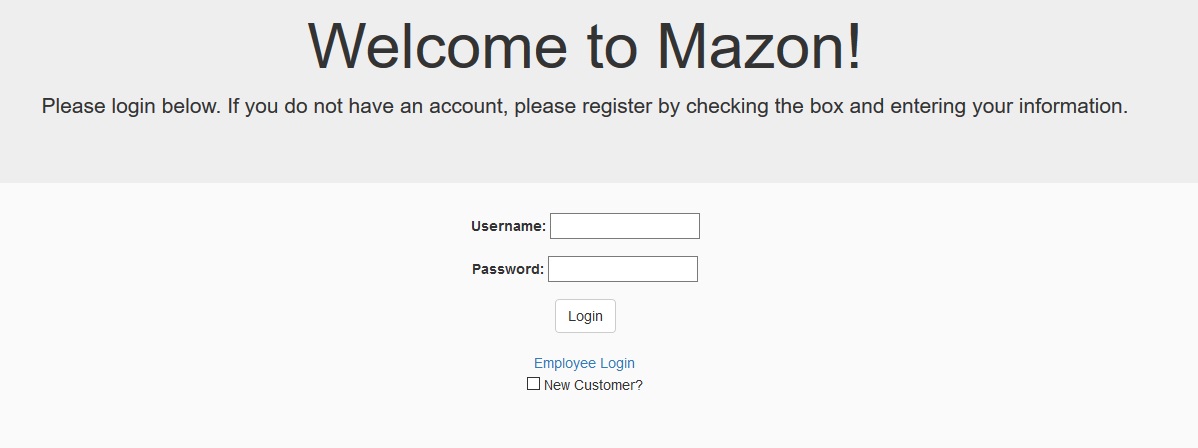 Welcome to Mazon!
Please login below. If you do not have an account, please register by checking the box and entering your information.
Username:
Password:
Login
Employee Login
New Customer?